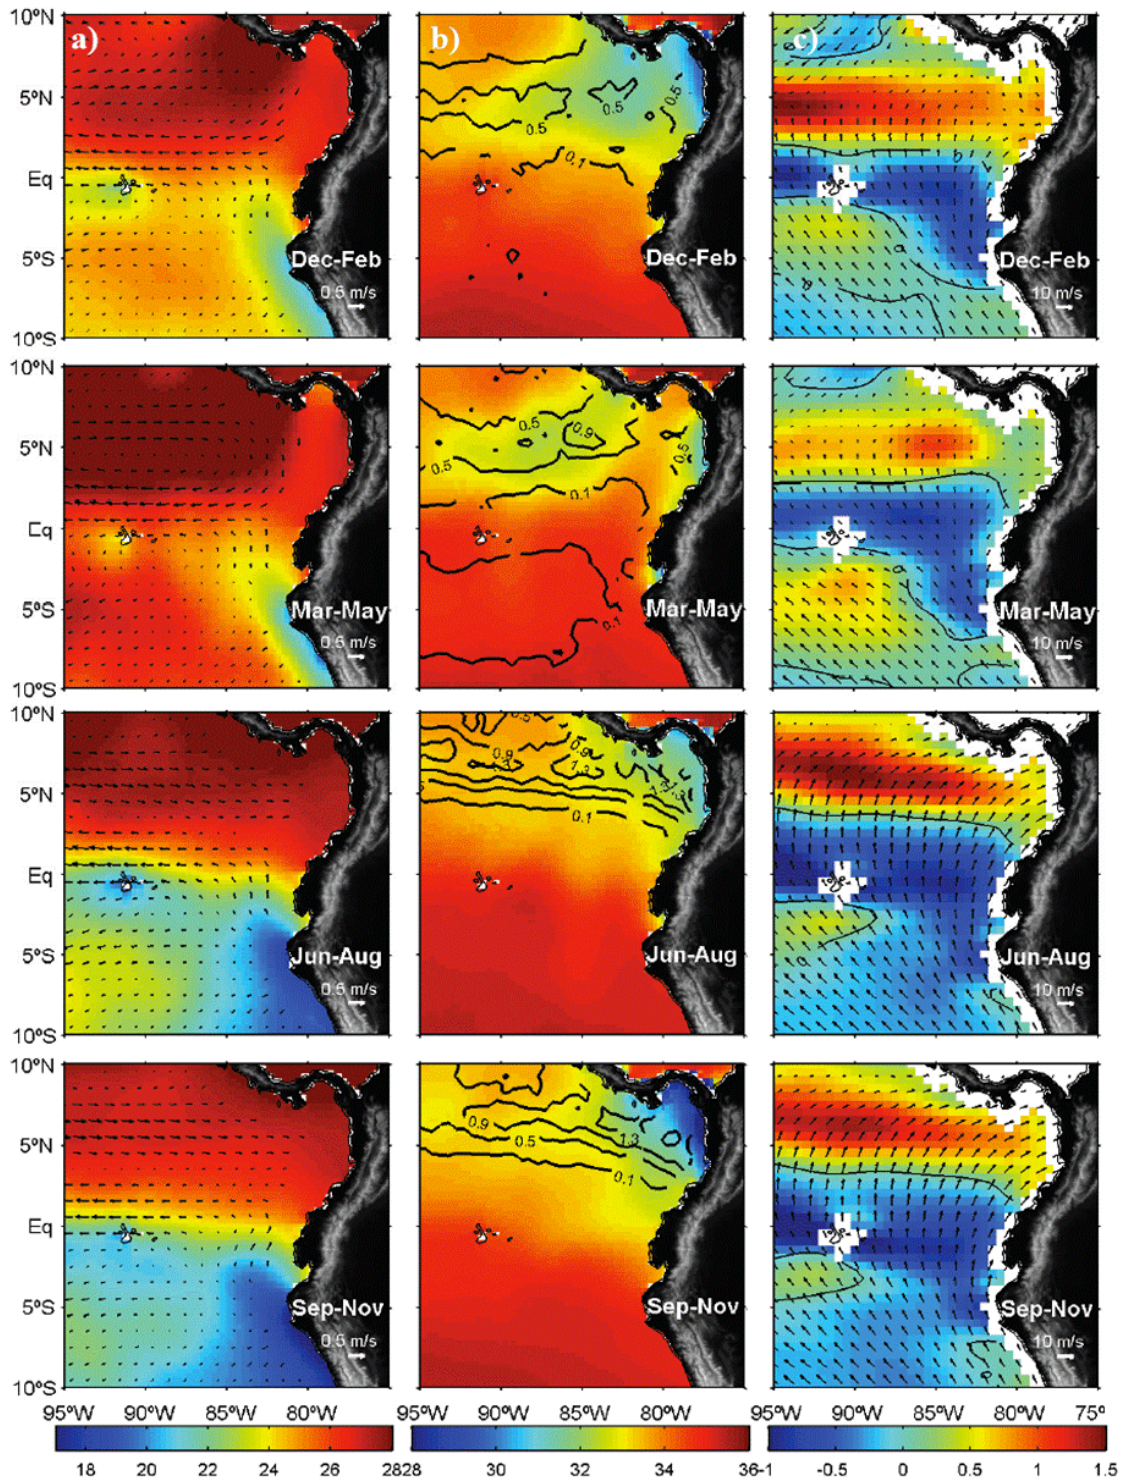 a) b) c)
10ºN
5ºN
Eq
5ºS
10ºS
0.5 0.5 0.5
0.1
0
Dec-Feb Dec-Feb Dec-Feb
0.5 m/s 10 m/s
10ºN
5ºN
Eq
5ºS
10ºS
0.5 0.9
0.5 0.5
0.1
0.1
Mar-May Mar-May Mar-May
0.5 m/s 10 m/s
10ºN
5ºN
Eq
5ºS
10ºS
0.5
0.9 0.9
1.3 1.3
0.1
Jun-Aug Jun-Aug Jun-Aug
0.5 m/s 10 m/s
10ºN
5ºN
Eq
5ºS
10ºS
0.9 0.5 1.3
0.1
Sep-Nov Sep-Nov Sep-Nov
0.5 m/s 10 m/s
95ºW 90ºW 85ºW 80ºW 95ºW 90ºW 85ºW 80ºW 95ºW 90ºW 85ºW 80ºW 75º
18 20 22 24 26 28 28 30 32 34 36 -1 -0.5 0 0.5 1 1.5